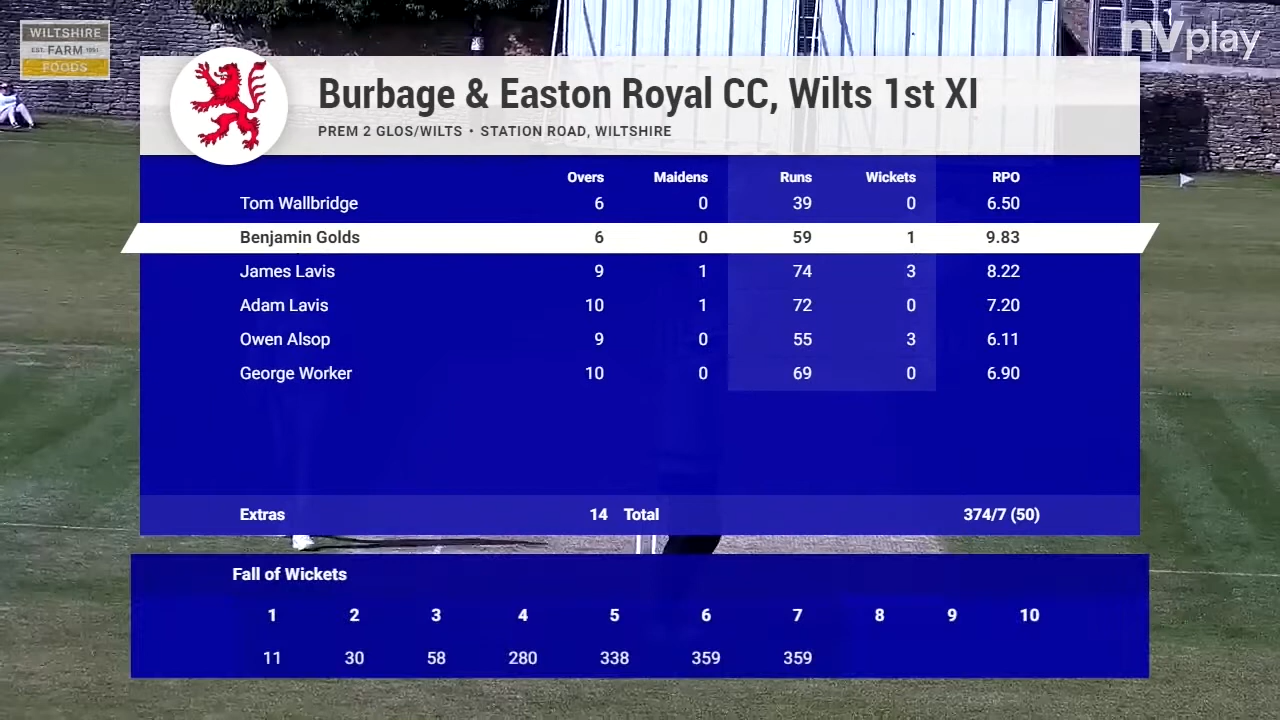 WILTSHIRE
EST. FARM 1991
FOODS
nvplay
Burbage & Easton Royal CC, Wilts 1st XI
PREM 2 GLOS/WILTS • STATION ROAD, WILTSHIRE
Overs Maidens Runs Wickets RPO
Tom Wallbridge 6 0 39 0 6.50
Benjamin Golds 6 0 59 1 9.83
James Lavis 9 1 74 3 8.22
Adam Lavis 10 1 72 0 7.20
Owen Alsop 9 0 55 3 6.11
George Worker 10 0 69 0 6.90
Extras 14 Total 374/7 (50)
Fall of Wickets
1 2 3 4 5 6 7 8 9 10
11 30 58 280 338 359 359